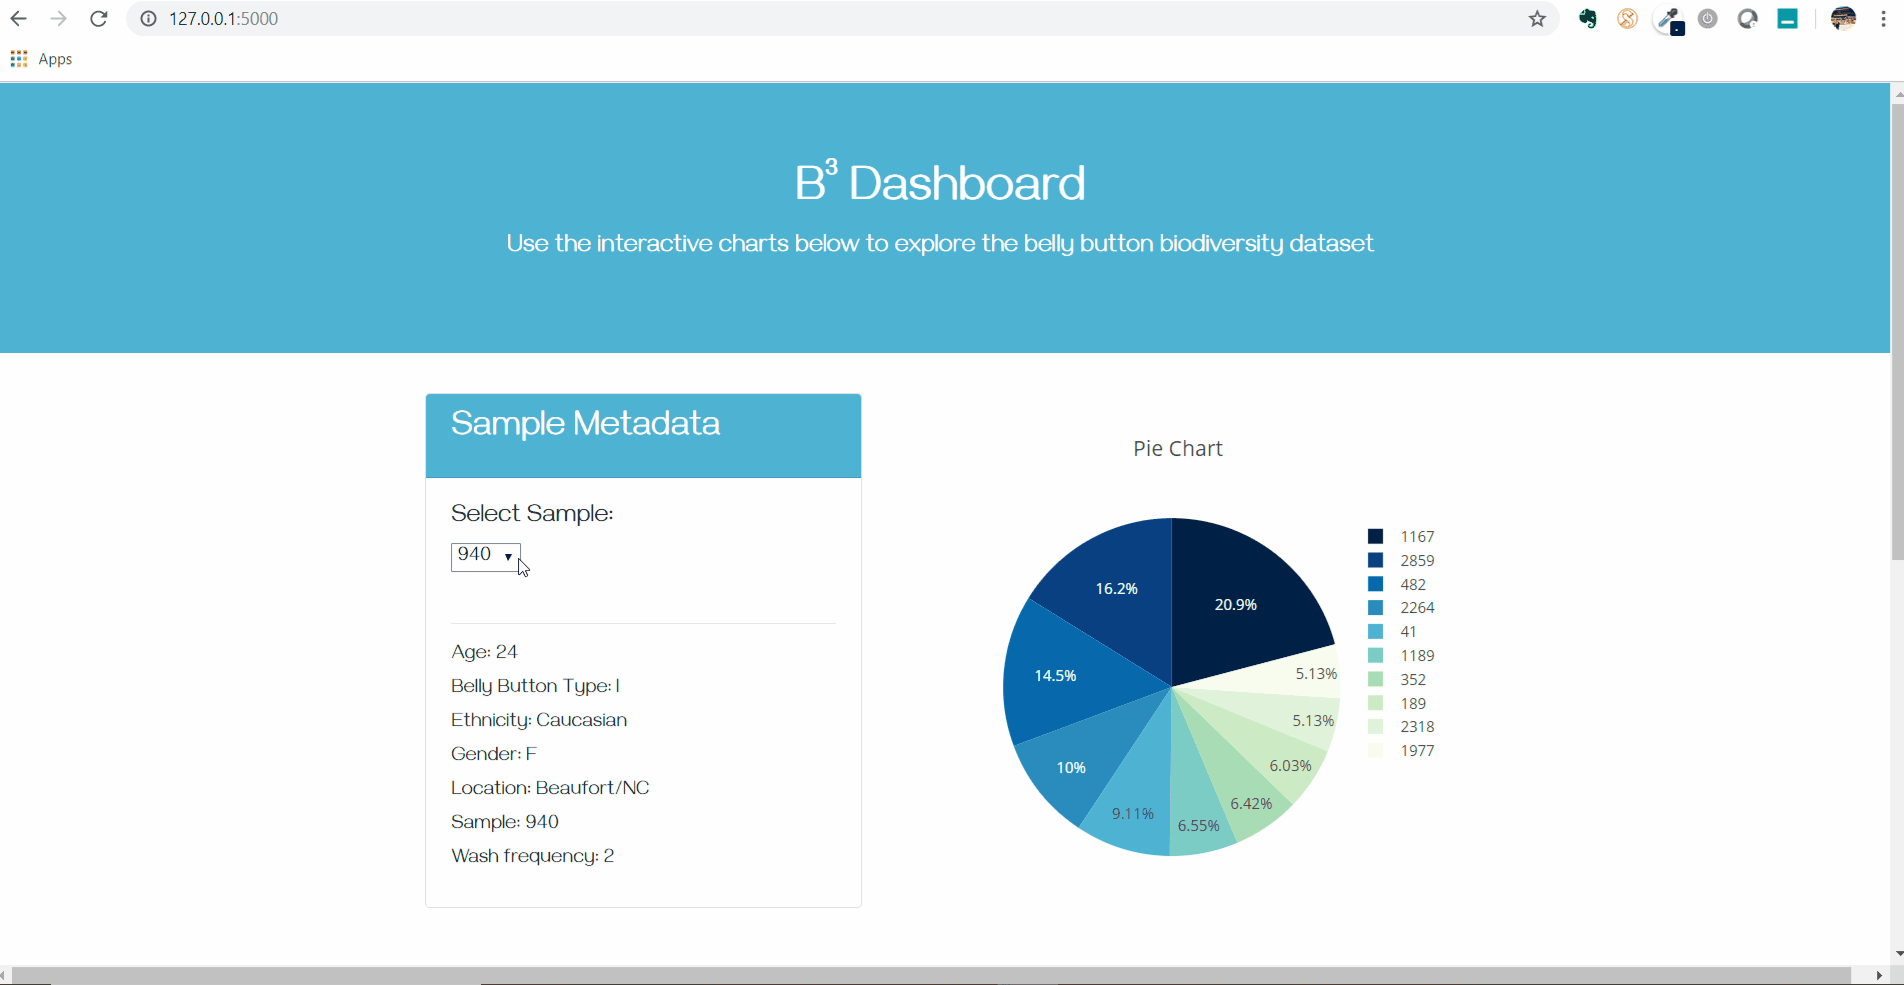 127.0.0.1:5000
Apps
B³ Dashboard
Use the interactive charts below to explore the belly button biodiversity dataset
Sample Metadata
Select Sample:
940
Age: 24
Belly Button Type: I
Ethnicity: Caucasian
Gender: F
Location: Beaufort/NC
Sample: 940
Wash frequency: 2
Pie Chart
16.2%
20.9%
14.5%
5.13%
5.13%
10%
6.03%
6.42%
9.11%
6.55%
1167
2859
482
2264
41
1189
352
189
2318
1977